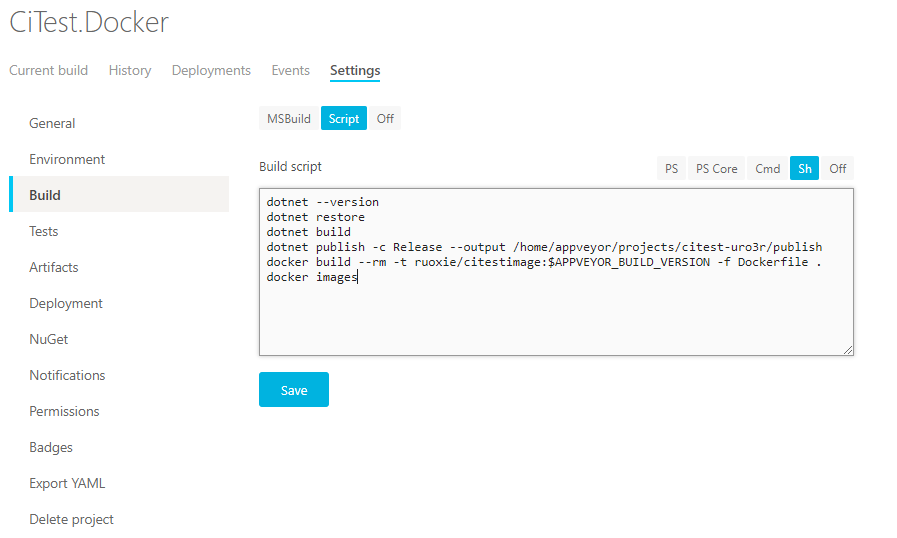 CiTest.Docker
Current build History Deployments Events Settings
General
Environment
Build
Tests
Artifacts
Deployment
NuGet
Notifications
Permissions
Badges
Export YAML
Delete project
MSBuild Script Off
Build script
PS PS Core Cmd Sh Off
dotnet --version
dotnet restore
dotnet build
dotnet publish -c Release --output /home/appveyor/projects/citest-uro3r/publish
docker build --rm -t ruoxie/citestimage:$APPVEYOR_BUILD_VERSION -f Dockerfile .
docker images
Save